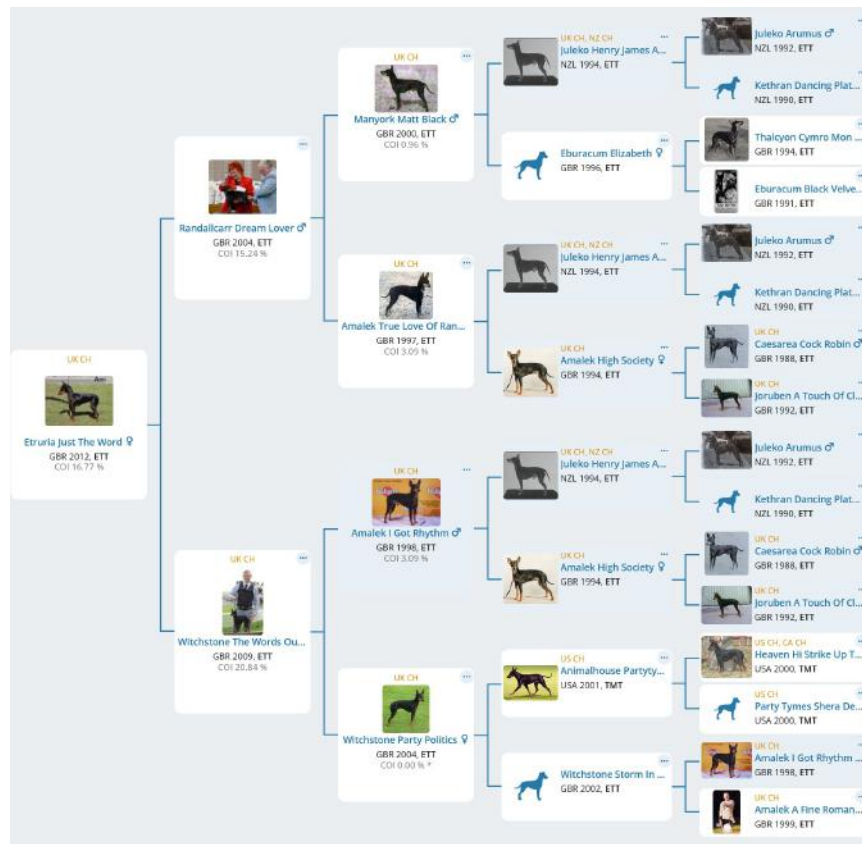 UK CH
Etruria Just The Word ♀
GBR 2012, ETT
COI 16.77 %
Randallcarr Dream Lover ♂
GBR 2004, ETT
COI 15.24 %
UK CH
Witchstone The Words Ou...
GBR 2009, ETT
COI 20.84 %
UK CH
Manyork Matt Black ♂
GBR 2000, ETT
COI 0.96 %
UK CH
Amalek True Love Of Ran...
GBR 1997, ETT
COI 3.09 %
UK CH
Amalek I Got Rhythm ♂
GBR 1998, ETT
COI 3.09 %
UK CH
Witchstone Party Politics ♀
GBR 2004, ETT
COI 0.00 % *
UK CH, NZ CH
Juleko Henry James A...
NZL 1994, ETT
Eburacum Elizabeth ♀
GBR 1996, ETT
UK CH, NZ CH
Juleko Henry James A...
NZL 1994, ETT
UK CH
Amalek High Society ♀
GBR 1994, ETT
UK CH, NZ CH
Juleko Henry James A...
NZL 1994, ETT
UK CH
Amalek High Society ♀
GBR 1994, ETT
US CH
Animalhouse Partyty...
USA 2001, TMT
Witchstone Storm In ...
GBR 2002, ETT
Juleko Arumus ♂
NZL 1992, ETT
Kethran Dancing Plat...
NZL 1990, ETT
Thalcyon Cymro Mon ...
GBR 1994, ETT
Eburacum Black Velve...
GBR 1991, ETT
Juleko Arumus ♂
NZL 1992, ETT
Kethran Dancing Plat...
NZL 1990, ETT
UK CH
Caesarea Cock Robin ♂
GBR 1988, ETT
UK CH
Joruben A Touch Of Cl...
GBR 1992, ETT
Juleko Arumus ♂
NZL 1992, ETT
Kethran Dancing Plat...
NZL 1990, ETT
UK CH
Caesarea Cock Robin ♂
GBR 1988, ETT
UK CH
Joruben A Touch Of Cl...
GBR 1992, ETT
US CH, CA CH
Heaven Hi Strike Up T...
USA 2000, TMT
US CH
Party Tymes Shera De...
USA 2000, TMT
UK CH
Amalek I Got Rhythm ...
GBR 1998, ETT
UK CH
Amalek A Fine Roman...
GBR 1999, ETT